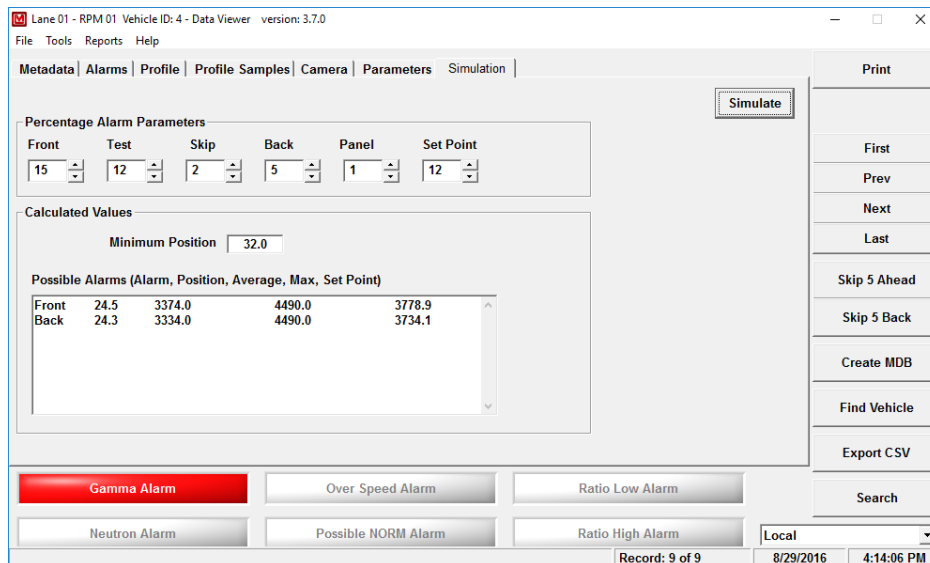 Lane 01 - RPM 01 Vehicle ID: 4 - Data Viewer version: 3.7.0
File Tools Reports Help
Metadata Alarms Profile Profile Samples Camera Parameters Simulation
Simulate
Percentage Alarm Parameters
Front Test Skip Back Panel Set Point
15 12 2 5 1 12
Calculated Values
Minimum Position 32.0
Possible Alarms (Alarm, Position, Average, Max, Set Point)
Front 24.5 3374.0 4490.0 3778.9
Back 24.3 3334.0 4490.0 3734.1
Print
First
Prev
Next
Last
Skip 5 Ahead
Skip 5 Back
Create MDB
Find Vehicle
Export CSV
Search
Gamma Alarm Over Speed Alarm Ratio Low Alarm
Neutron Alarm Possible NORM Alarm Ratio High Alarm
Local
Record: 9 of 9 8/29/2016 4:14:06 PM